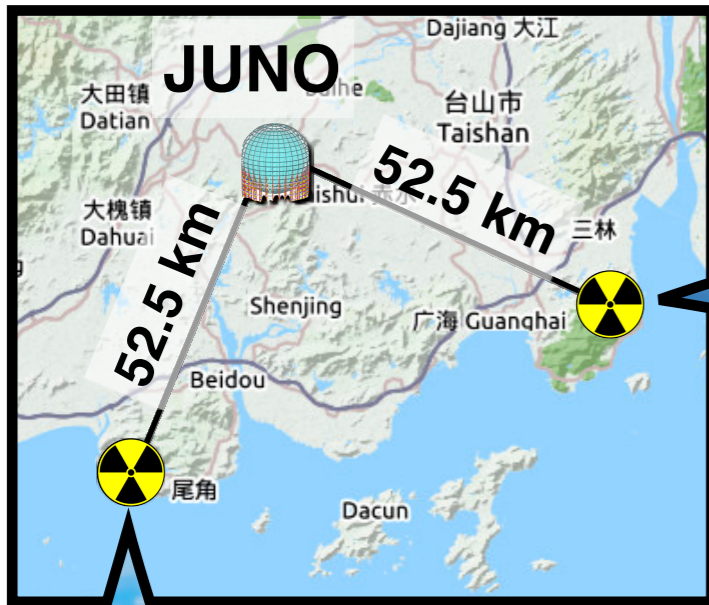 Dajiang 大江
JUNO
大田镇
Datian
台山市
Taishan
52.5 km
大槐镇
Dahuai
三林
52.5 km
Shenjing
广海 Guanghai
Beidou
尾角
Dacun